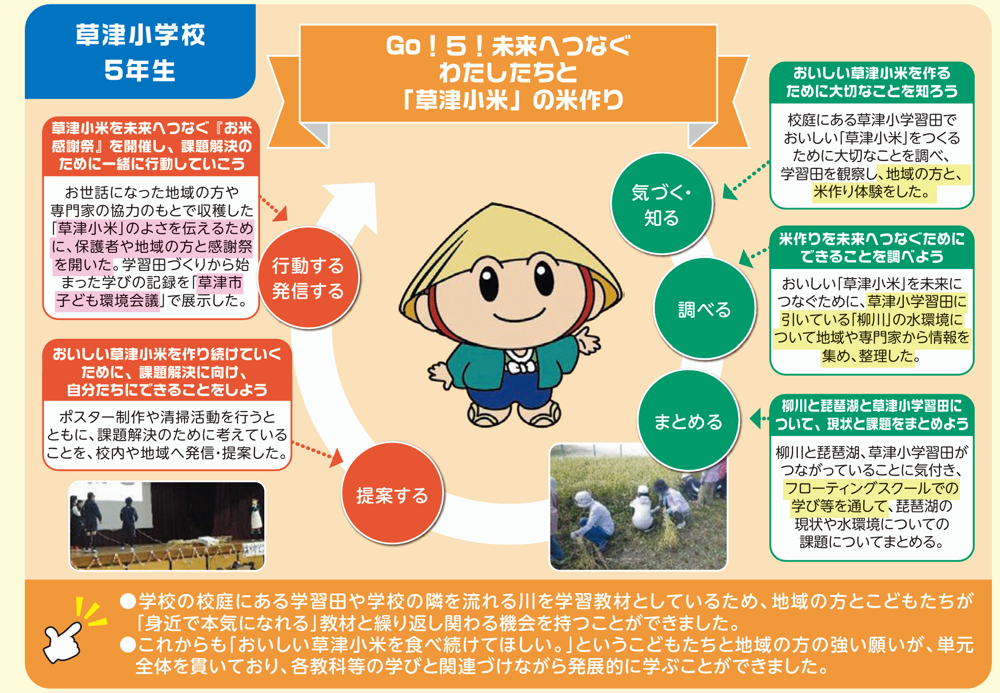 草津小学校
5年生
Go！5！未来へつなぐ
わたしたちと
「草津小米」の米作り
おいしい草津小米を作る
ために大切なことを知ろう
校庭にある草津小学習田で
おいしい「草津小米」をつくる
ために大切なことを調べ、
学習田を観察し、地域の方と、
米作り体験をした。
気づく・
知る
米作りを未来へつなぐために
できることを調べよう
おいしい「草津小米」を未来に
つなぐために、草津小学習田に
引いている「柳川」の水環境に
ついて地域や専門家から情報を
集め、整理した。
調べる
柳川と琵琶湖と草津小学習田に
ついて、現状と課題をまとめよう
柳川と琵琶湖、草津小学習田が
つながっていることに気付き、
フローティングスクールでの
学び等を通して、琵琶湖の
現状や水環境についての
課題についてまとめる。
まとめる
おいしい草津小米を作り続けていく
ために、課題解決に向け、
自分たちにできることをしよう
ポスター制作や清掃活動を行うと
ともに、課題解決のために考えている
ことを、校内や地域へ発信・提案した。
提案する
草津小米を未来へつなぐ『お米
感謝祭』を開催し、課題解決の
ために一緒に行動していこう
お世話になった地域の方や
専門家の協力のもとで収穫した
「草津小米」のよさを伝えるため
に、保護者や地域の方と感謝祭
を開いた。学習田づくりから始
まった学びの記録を「草津市
子ども環境会議」で展示した。
行動する
発信する
●学校の校庭にある学習田や学校の隣を流れる川を学習教材としているため、地域の方とこどもたちが
「身近で本気になれる」教材と繰り返し関わる機会を持つことができました。
●これからも「おいしい草津小米を食べ続けてほしい。」というこどもたちと地域の方の強い願いが、単元
全体を貫いており、各教科等の学びと関連づけながら発展的に学ぶことができました。